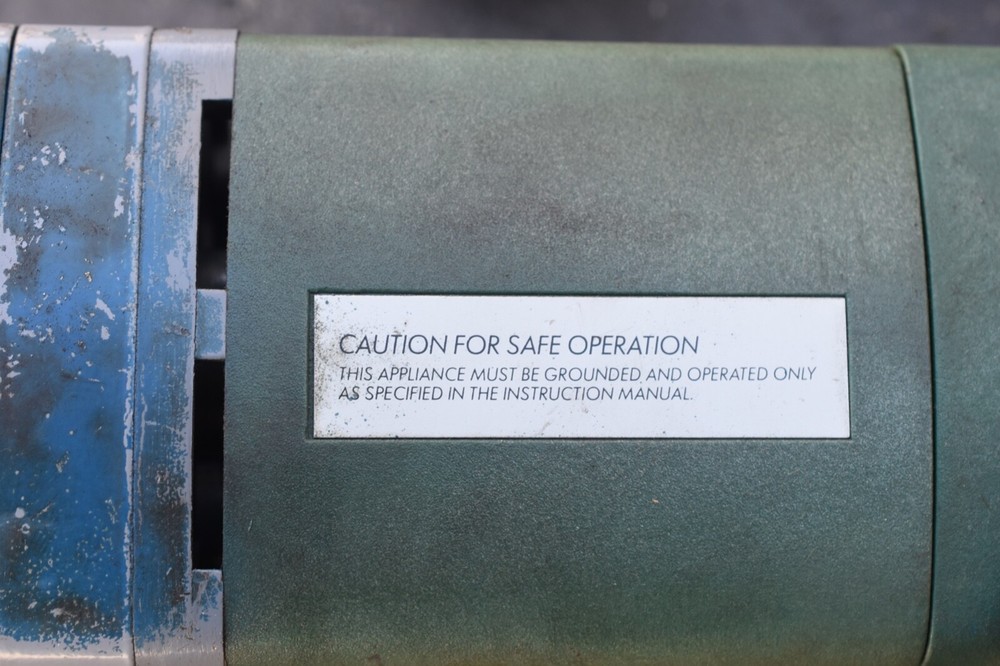 CAUTION FOR SAFE OPERATION
THIS APPLIANCE MUST BE GROUNDED AND OPERATED ONLY
AS SPECIFIED IN THE INSTRUCTION MANUAL.